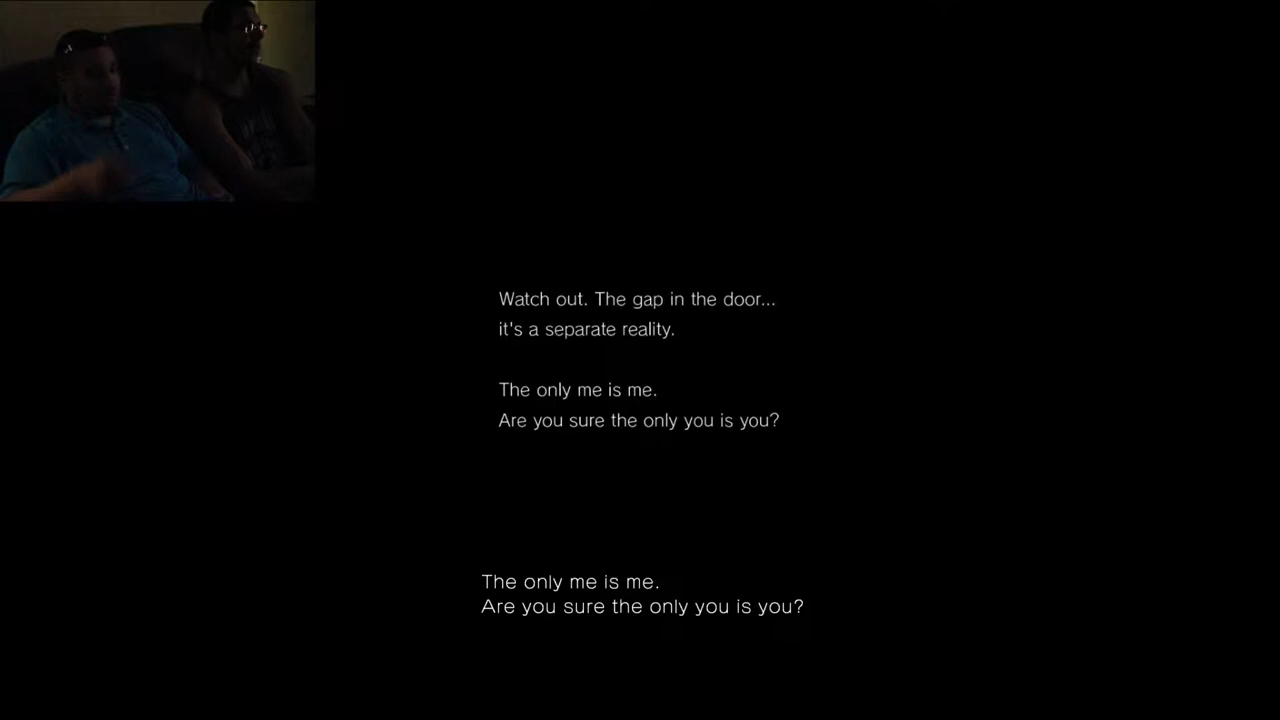 Watch out. The gap in the door...
it's a separate reality.
The only me is me.
Are you sure the only you is you?
The only me is me.
Are you sure the only you is you?